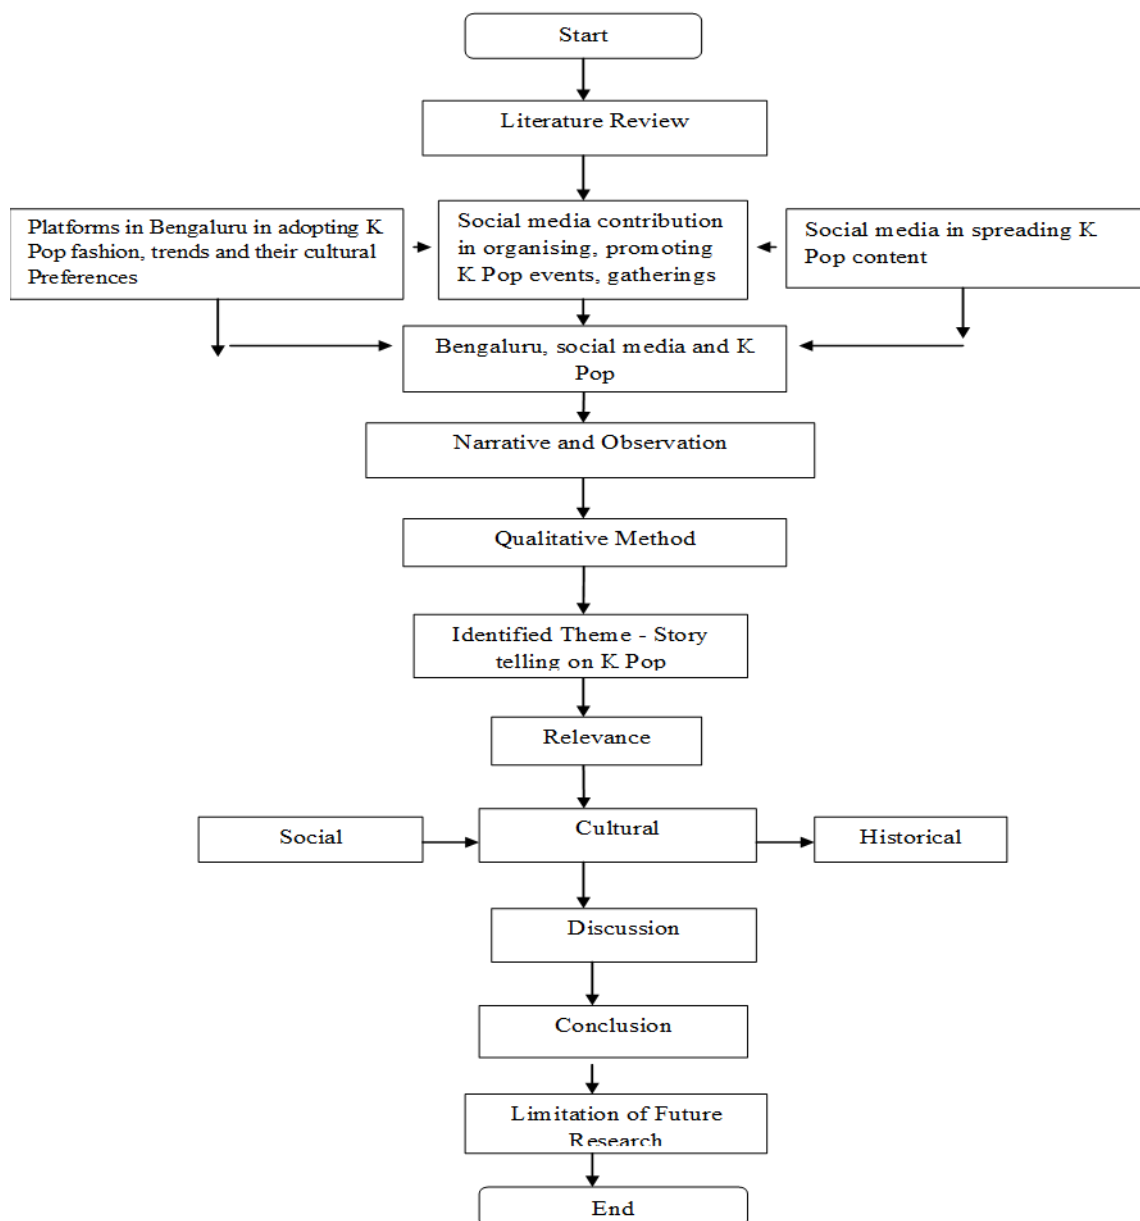 Start
Literature Review
Platforms in Bengaluru in adopting K
Pop fashion, trends and their cultural
Preferences
Social media contribution
in organising, promoting
K Pop events, gatherings
Social media in spreading K
Pop content
Bengaluru, social media and K
Pop
Narrative and Observation
Qualitative Method
Identified Theme - Story
telling on K Pop
Relevance
Social
Cultural
Historical
Discussion
Conclusion
Limitation of Future
Research
End